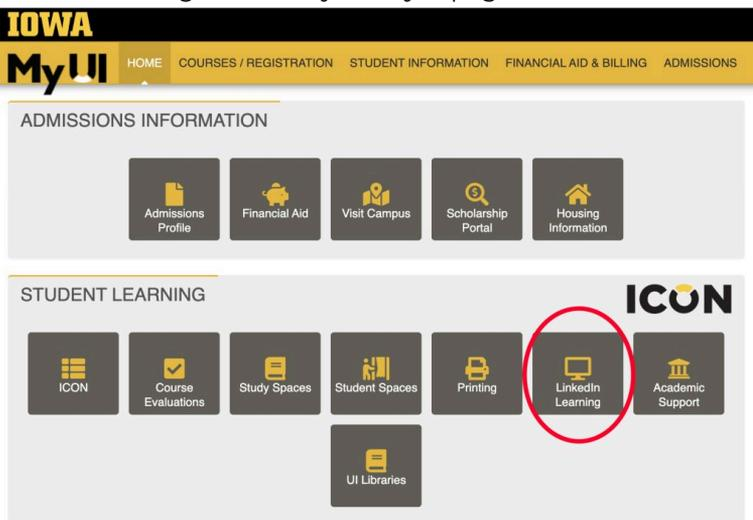 IOWA
MyUI HOME COURSES / REGISTRATION STUDENT INFORMATION FINANCIAL AID & BILLING ADMISSIONS
ADMISSIONS INFORMATION
Admissions Profile
Financial Aid
Visit Campus
Scholarship Portal
Housing Information
STUDENT LEARNING
ICON
ICON
Course Evaluations
Study Spaces
Student Spaces
Printing
LinkedIn Learning
Academic Support
UI Libraries